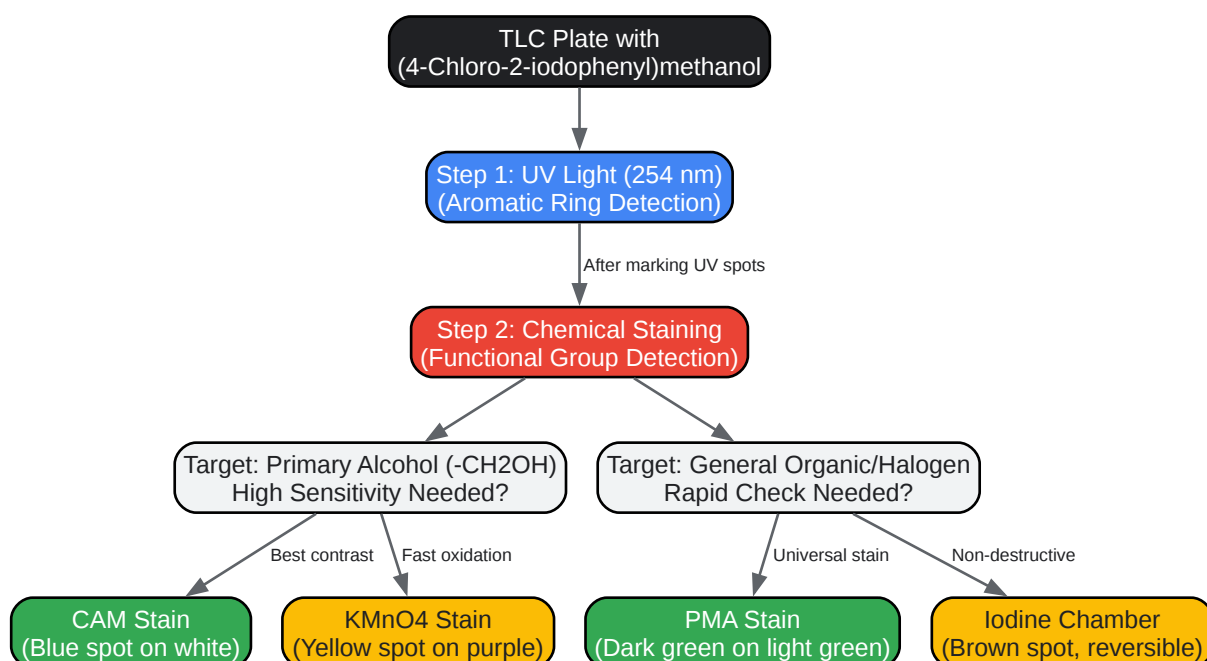 TLC Plate with
(4-Chloro-2-iodophenyl)methanol
Step 1: UV Light (254 nm)
(Aromatic Ring Detection)
After marking UV spots
Step 2: Chemical Staining
(Functional Group Detection)
Target: Primary Alcohol (-CH2OH)
High Sensitivity Needed?
Target: General Organic/Halogen
Rapid Check Needed?
Best contrast
Fast oxidation
Universal stain
Non-destructive
CAM Stain
(Blue spot on white)
KMnO4 Stain
(Yellow spot on purple)
PMA Stain
(Dark green on light green)
Iodine Chamber
(Brown spot, reversible)